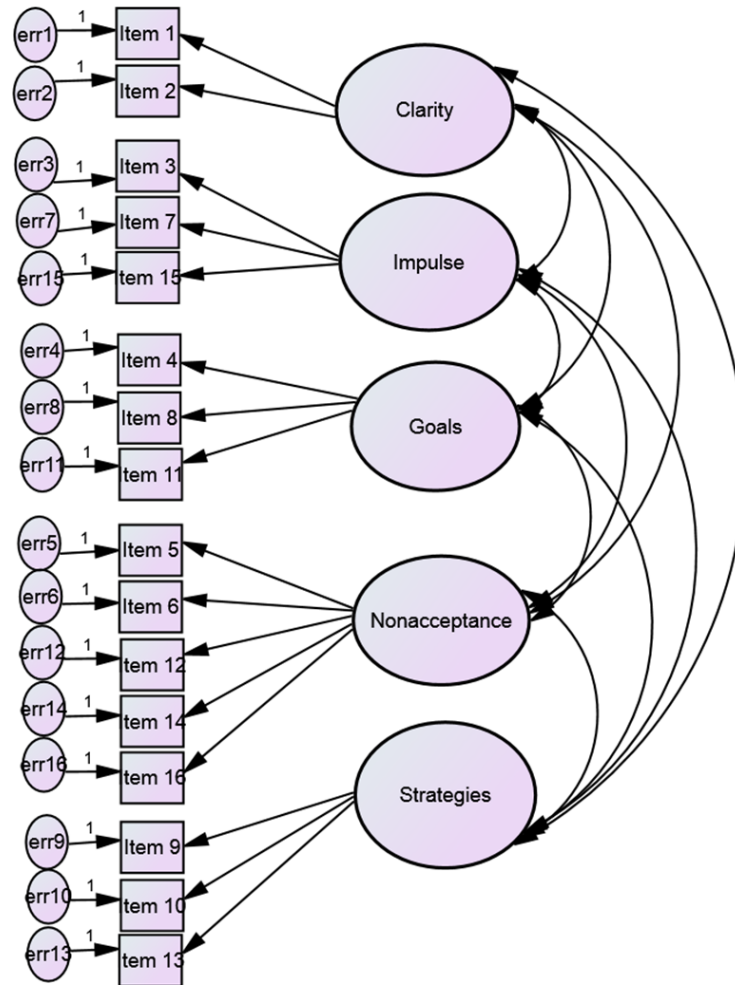 err1 1 Item 1
err2 1 Item 2
Clarity
err3 1 Item 3
err7 1 Item 7
err15 1 tem 15
Impulse
err4 1 Item 4
err8 1 Item 8
err11 1 tem 11
Goals
err5 1 Item 5
err6 1 Item 6
err12 1 tem 12
err14 1 tem 14
err16 1 tem 16
Nonacceptance
err9 1 Item 9
err10 1 tem 10
err13 1 tem 13
Strategies